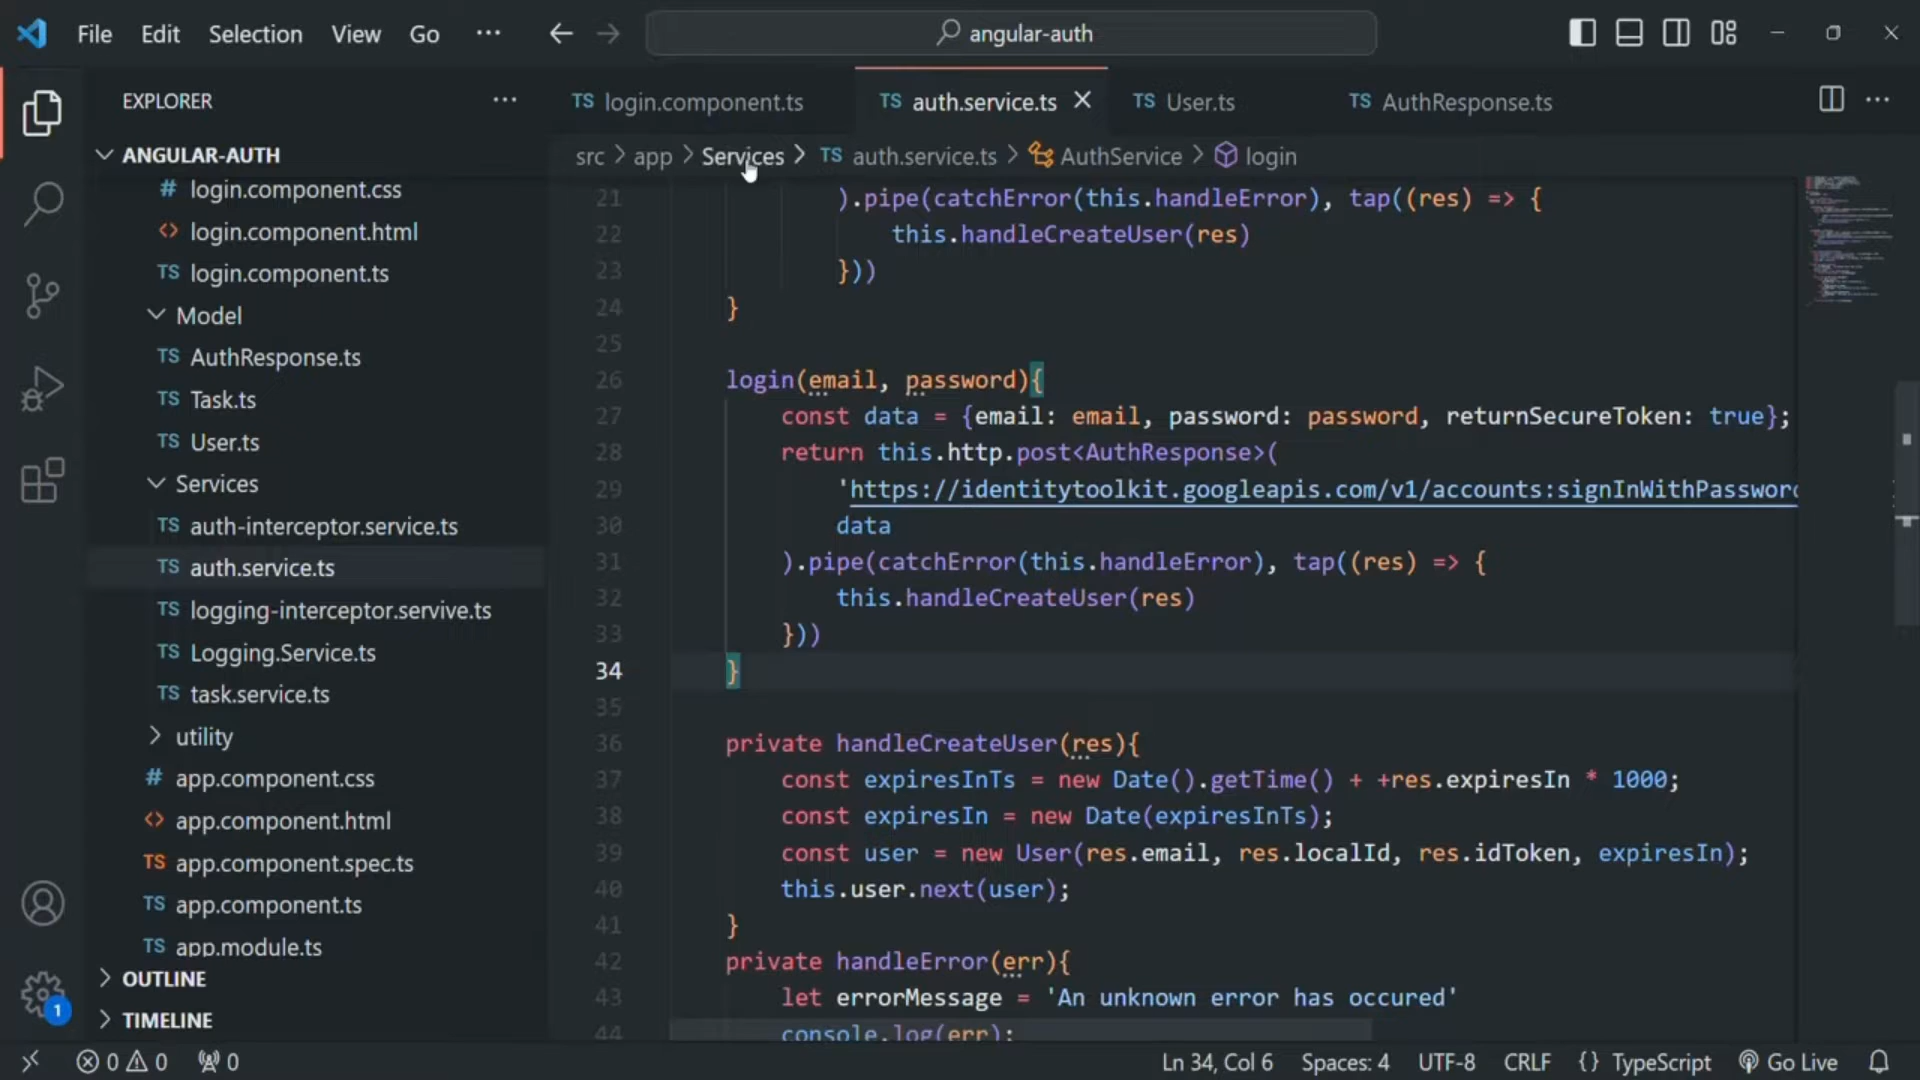 File Edit Selection View Go ··· angular-auth
EXPLORER ···
TS login.component.ts TS auth.service.ts TS User.ts TS AuthResponse.ts ···
ANGULAR-AUTH
src > app > Services > TS auth.service.ts > AuthService > login
# login.component.css
<> login.component.html
TS login.component.ts
Model
TS AuthResponse.ts
TS Task.ts
TS User.ts
Services
TS auth-interceptor.service.ts
TS auth.service.ts
TS logging-interceptor.servive.ts
TS Logging.Service.ts
TS task.service.ts
utility
# app.component.css
<> app.component.html
TS app.component.spec.ts
TS app.component.ts
TS app.module.ts
OUTLINE
TIMELINE
1
21 ).pipe(catchError(this.handleError), tap((res) => {
22 this.handleCreateUser(res)
23 }))
24 }
25
26 login(email, password){
27 const data = {email: email, password: password, returnSecureToken: true};
28 return this.http.post<AuthResponse>(
29 'https://identitytoolkit.googleapis.com/v1/accounts:signInWithPassword
30 data
31 ).pipe(catchError(this.handleError), tap((res) => {
32 this.handleCreateUser(res)
33 }))
34 }
35
36 private handleCreateUser(res){
37 const expiresInTs = new Date().getTime() + +res.expiresIn * 1000;
38 const expiresIn = new Date(expiresInTs);
39 const user = new User(res.email, res.localId, res.idToken, expiresIn);
40 this.user.next(user);
41 }
42 private handleError(err){
43 let errorMessage = 'An unknown error has occured'
44 console.log(err);
0 0 0 Ln 34, Col 6 Spaces: 4 UTF-8 CRLF {} TypeScript Go Live